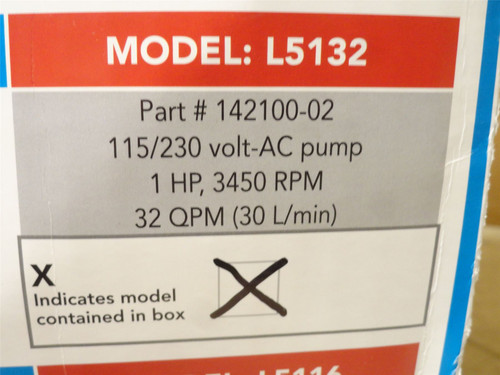 MODEL: L5132
Part # 142100-02
115/230 volt-AC pump
1 HP, 3450 RPM
32 QPM (30 L/min)
X
Indicates model
contained in box
L5116